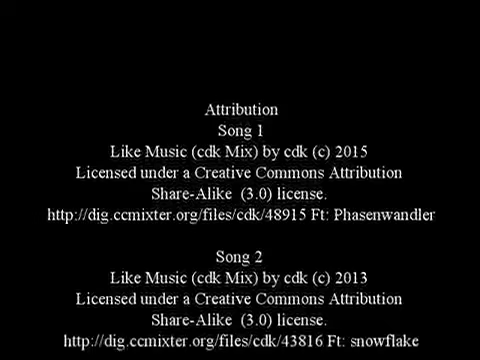 Attribution
Song 1
Like Music (cdk Mix) by cdk (c) 2015
Licensed under a Creative Commons Attribution
Share-Alike  (3.0) license.
http://dig.ccmixter.org/files/cdk/48915 Ft: Phasenwandler
Song 2
Like Music (cdk Mix) by cdk (c) 2013
Licensed under a Creative Commons Attribution
Share-Alike  (3.0) license.
http://dig.ccmixter.org/files/cdk/43816 Ft: snowflake